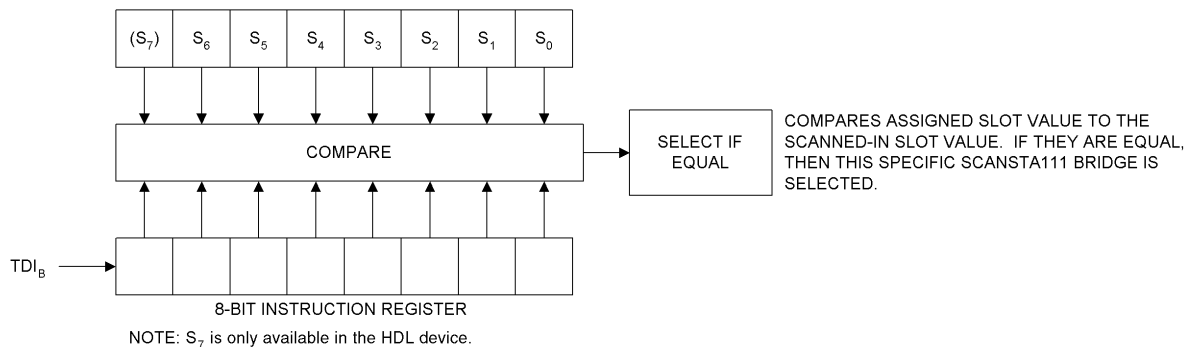 (S₇) S₆ S₅ S₄ S₃ S₂ S₁ S₀
COMPARE
SELECT IF
EQUAL
COMPARES ASSIGNED SLOT VALUE TO THE
SCANNED-IN SLOT VALUE. IF THEY ARE EQUAL,
THEN THIS SPECIFIC SCANSTA111 BRIDGE IS
SELECTED.
TDI_B
8-BIT INSTRUCTION REGISTER
NOTE: S₇ is only available in the HDL device.